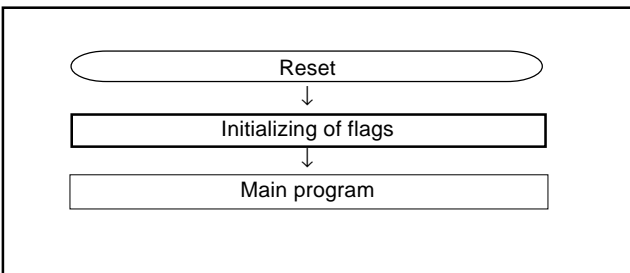 Reset
↓
Initializing of flags
↓
Main program